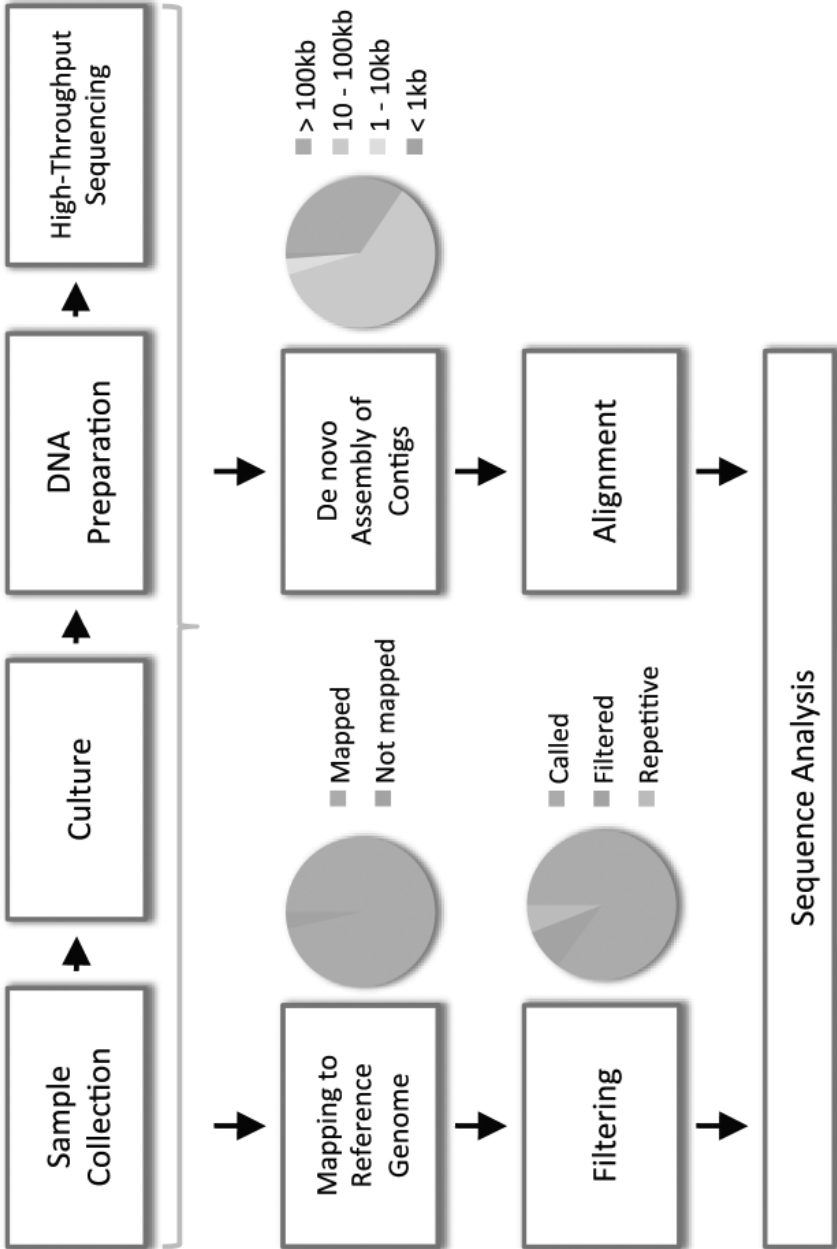 Sample
Collection
Culture
DNA
Preparation
High-Throughput
Sequencing
Mapping to
Reference
Genome
Mapped
Not mapped
De novo
Assembly of
Contigs
> 100kb
10 - 100kb
1 - 10kb
< 1kb
Filtering
Called
Filtered
Repetitive
Alignment
Sequence Analysis